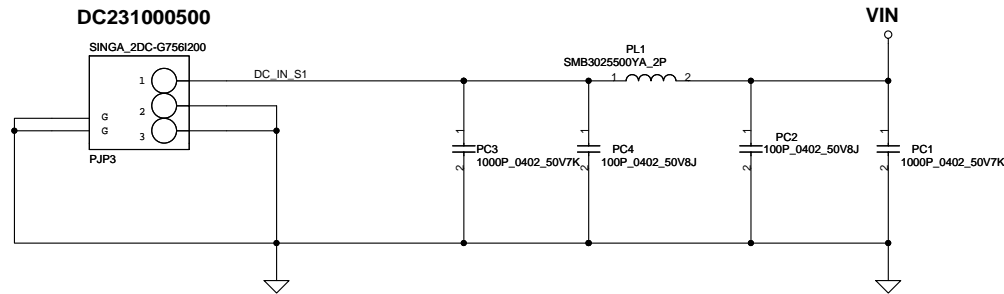 DC231000500
VIN
SINGA_2DC-G756I200
PL1
SMB3025500YA_2P
DC_IN_S1
1
2
1
2
G
G
3
PJP3
1
2
PC3
1000P_0402_50V7K
1
2
PC4
100P_0402_50V8J
1
2
PC2
100P_0402_50V8J
1
2
PC1
1000P_0402_50V7K